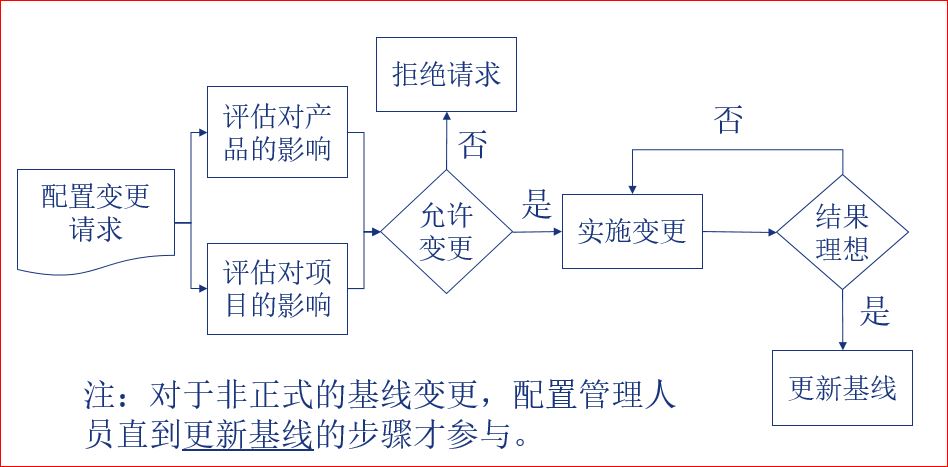 配置变更
请求
评估对产
品的影响
评估对项
目的影响
拒绝请求
否
允许
变更
是
实施变更
否
结果
理想
是
更新基线
注：对于非正式的基线变更，配置管理人
员直到更新基线的步骤才参与。